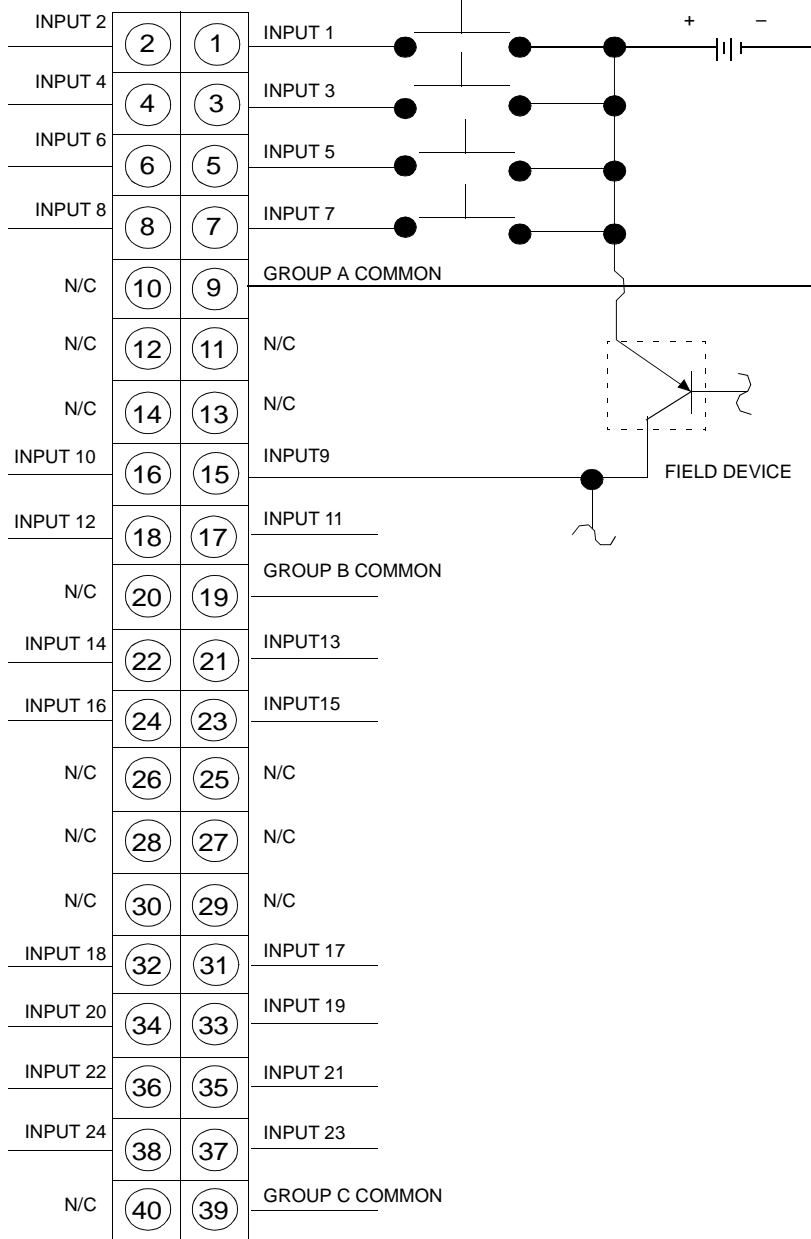 INPUT 2 2 1 INPUT 1 + –
INPUT 4 4 3 INPUT 3
INPUT 6 6 5 INPUT 5
INPUT 8 8 7 INPUT 7
N/C 10 9 GROUP A COMMON
N/C 12 11 N/C
N/C 14 13 N/C
INPUT 10 16 15 INPUT9 FIELD DEVICE
INPUT 12 18 17 INPUT 11
N/C 20 19 GROUP B COMMON
INPUT 14 22 21 INPUT13
INPUT 16 24 23 INPUT15
N/C 26 25 N/C
N/C 28 27 N/C
N/C 30 29 N/C
INPUT 18 32 31 INPUT 17
INPUT 20 34 33 INPUT 19
INPUT 22 36 35 INPUT 21
INPUT 24 38 37 INPUT 23
N/C 40 39 GROUP C COMMON